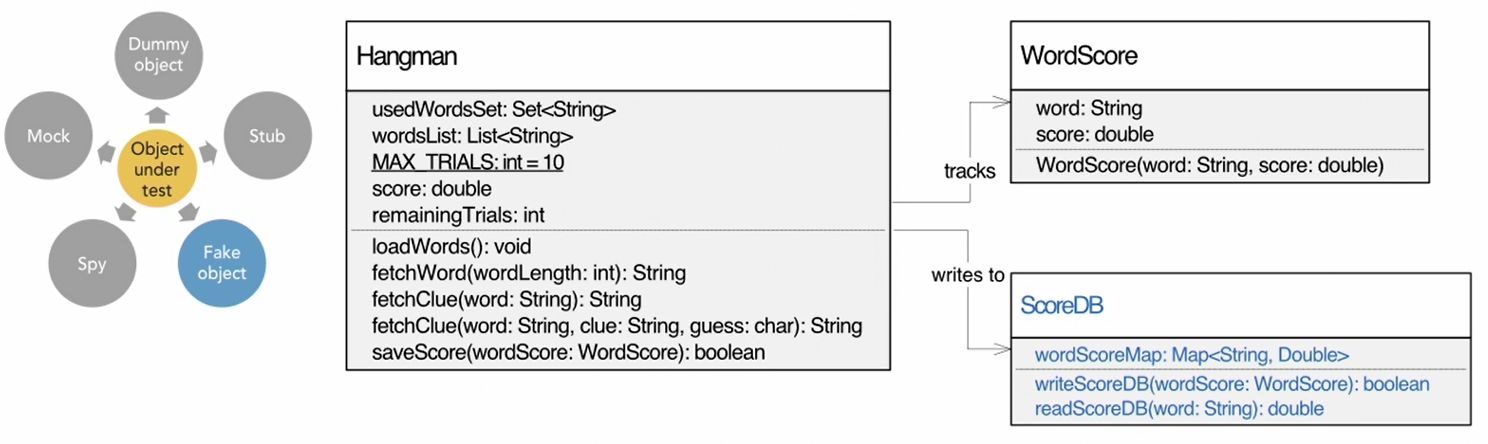 Dummy
object
Mock
Stub
Object
under
test
Spy
Fake
object
Hangman
usedWordsSet: Set<String>
wordsList: List<String>
MAX_TRIALS: int = 10
score: double
remainingTrials: int
loadWords(): void
fetchWord(wordLength: int): String
fetchClue(word: String): String
fetchClue(word: String, clue: String, guess: char): String
saveScore(wordScore: WordScore): boolean
tracks
writes to
WordScore
word: String
score: double
WordScore(word: String, score: double)
ScoreDB
wordScoreMap: Map<String, Double>
writeScoreDB(wordScore: WordScore): boolean
readScoreDB(word: String): double